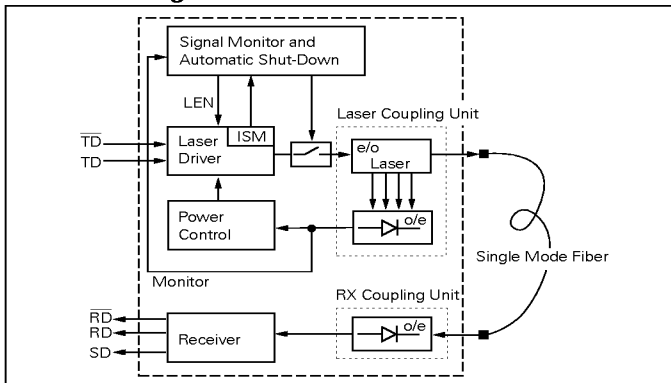 Signal Monitor and
Automatic Shut-Down
LEN
Laser Coupling Unit
ISM
e/o
TD
TD
Laser
Driver
Laser
o/e
Power
Control
Single Mode Fiber
Monitor
RX Coupling Unit
RD
RD
SD
Receiver
o/e